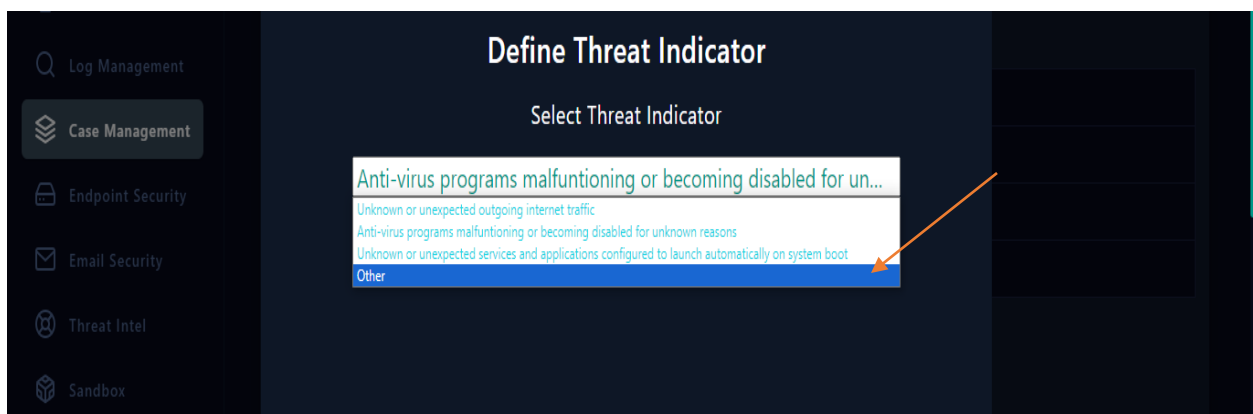 Define Threat Indicator
Log Management
Select Threat Indicator
Case Management
Anti-virus programs malfuntioning or becoming disabled for un...
Endpoint Security
Unknown or unexpected outgoing internet traffic
Anti-virus programs malfuntioning or becoming disabled for unknown reasons
Unknown or unexpected services and applications configured to launch automatically on system boot
Email Security
Other
Threat Intel
Sandbox